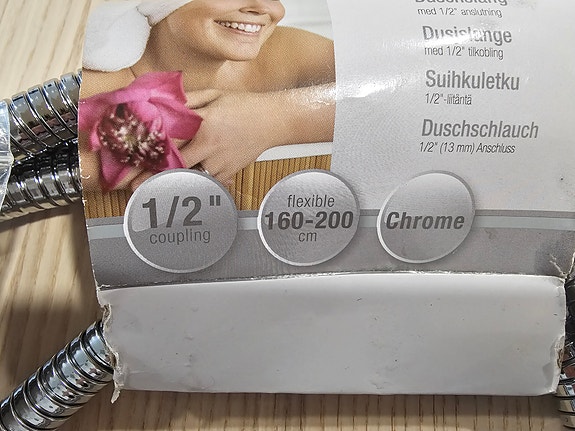 Duschslang
med 1/2" anslutning
Dusjslange
med 1/2" tilkobling
Suihkuletku
1/2"-liitäntä
Duschschlauch
1/2" (13 mm) Anschluss
1/2"
coupling
flexible
160-200
cm
Chrome